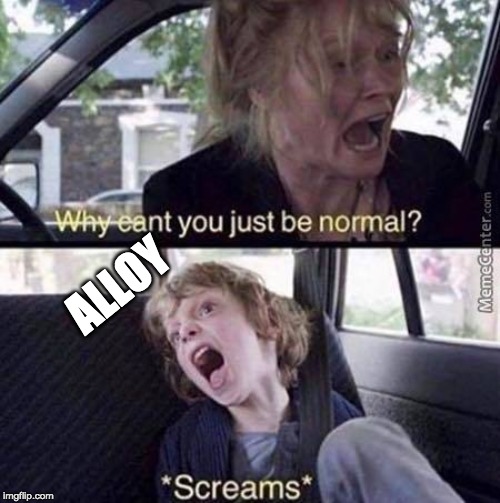 Why cant you just be normal?
MemeCenter.com
ALLOY
*Screams*
imgflip.com